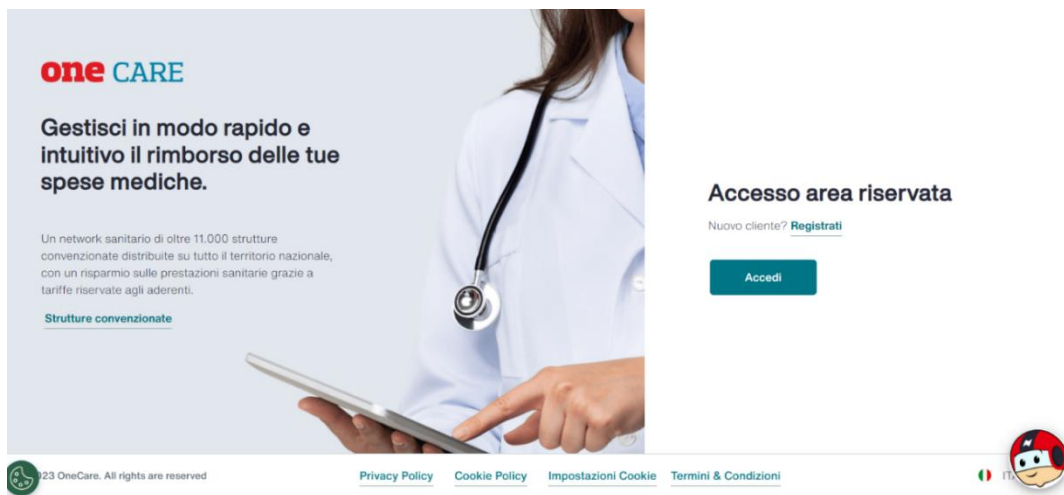 one CARE
Gestisci in modo rapido e
intuitivo il rimborso delle tue
spese mediche.
Un network sanitario di oltre 11.000 strutture
convenzionate distribuite su tutto il territorio nazionale,
con un risparmio sulle prestazioni sanitarie grazie a
tariffe riservate agli aderenti.
Strutture convenzionate
Accesso area riservata
Nuovo cliente? Registrati
Accedi
23 OneCare. All rights are reserved
Privacy Policy
Cookie Policy
Impostazioni Cookie
Termini & Condizioni